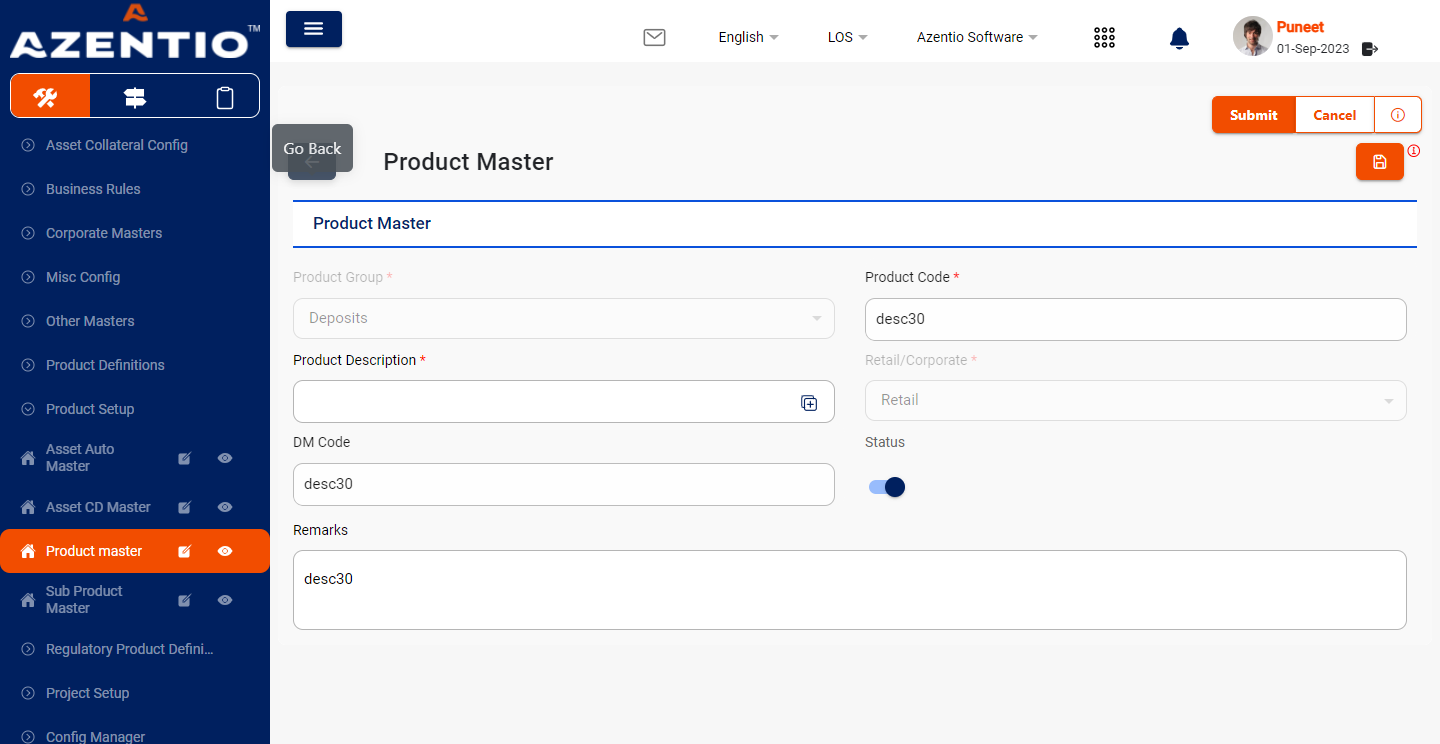 AZENTIO™
English
LOS
Azentio Software
Puneet
01-Sep-2023
Asset Collateral Config
Business Rules
Corporate Masters
Misc Config
Other Masters
Product Definitions
Product Setup
Asset Auto
Master
Asset CD Master
Product master
Sub Product
Master
Regulatory Product Defini...
Project Setup
Config Manager
Submit
Cancel
Go Back
Product Master
Product Master
Product Group *
Deposits
Product Code *
desc30
Product Description *
Retail/Corporate *
Retail
DM Code
desc30
Status
Remarks
desc30